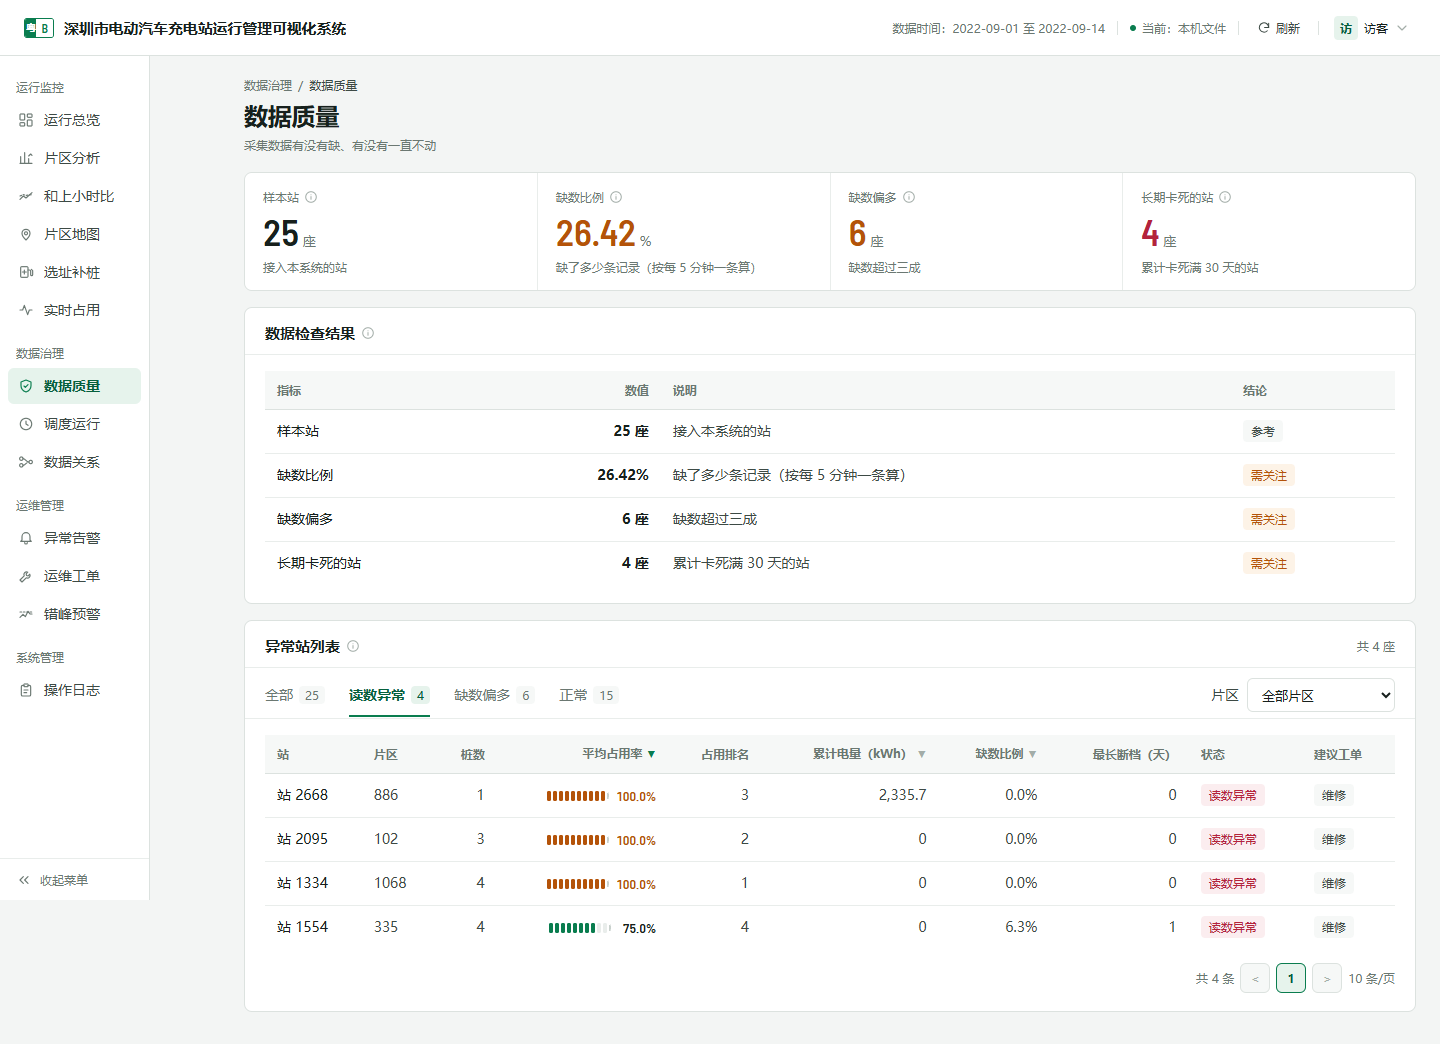 粤 B 深圳市电动汽车充电站运行管理可视化系统
数据时间：2022-09-01 至 2022-09-14
当前：本机文件
刷新
访 访客
运行监控
运行总览
片区分析
和上小时比
片区地图
选址补桩
实时占用
数据治理
数据质量
调度运行
数据关系
运维管理
异常告警
运维工单
错峰预警
系统管理
操作日志
收起菜单
数据治理 / 数据质量
数据质量
采集数据有没有缺、有没有一直不动
样本站
25 座
接入本系统的站
缺数比例
26.42 %
缺了多少条记录（按每 5 分钟一条算）
缺数偏多
6 座
缺数超过三成
长期卡死的站
4 座
累计卡死满 30 天的站
数据检查结果
指标 数值 说明 结论
样本站 25 座 接入本系统的站 参考
缺数比例 26.42% 缺了多少条记录（按每 5 分钟一条算） 需关注
缺数偏多 6 座 缺数超过三成 需关注
长期卡死的站 4 座 累计卡死满 30 天的站 需关注
异常站列表
共 4 座
全部 25 读数异常 4 缺数偏多 6 正常 15
片区 全部片区
站 片区 桩数 平均占用率 ▼ 占用排名 累计电量（kWh） ▼ 缺数比例 ▼ 最长断档（天） 状态 建议工单
站 2668 886 1 100.0% 3 2,335.7 0.0% 0 读数异常 维修
站 2095 102 3 100.0% 2 0 0.0% 0 读数异常 维修
站 1334 1068 4 100.0% 1 0 0.0% 0 读数异常 维修
站 1554 335 4 75.0% 4 0 6.3% 1 读数异常 维修
共 4 条 < 1 > 10 条/页